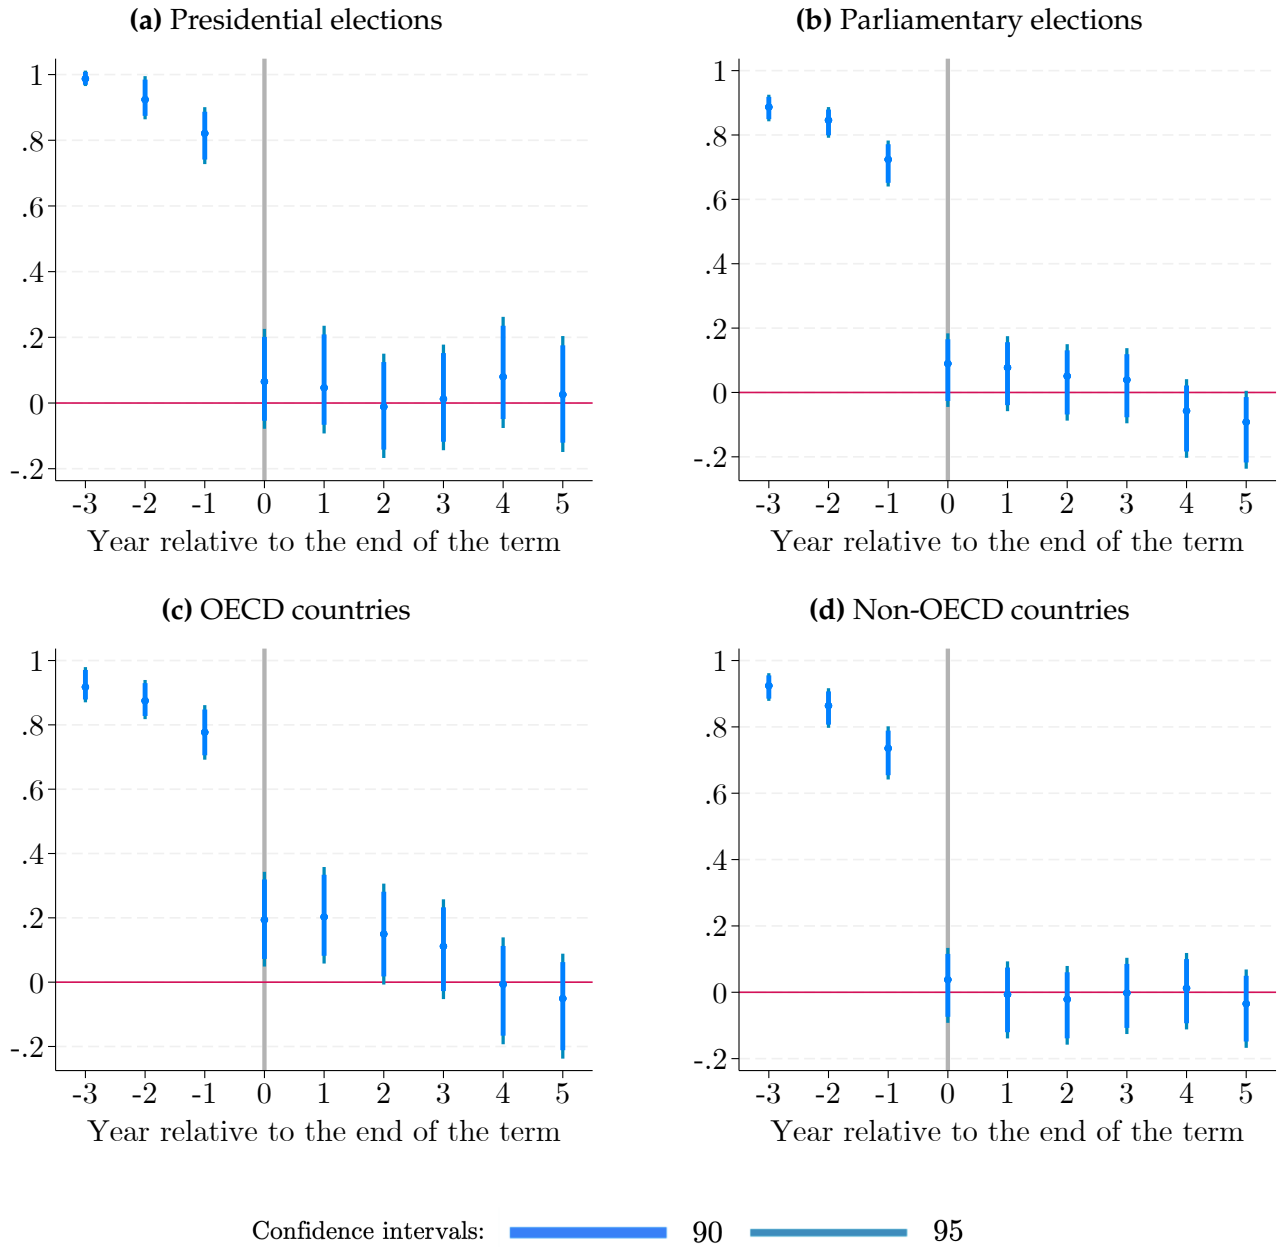 (a) Presidential elections
1
.8
.6
.4
.2
0
-.2
-3 -2 -1 0 1 2 3 4 5
Year relative to the end of the term
(b) Parliamentary elections
1
.8
.6
.4
.2
0
-.2
-3 -2 -1 0 1 2 3 4 5
Year relative to the end of the term
(c) OECD countries
1
.8
.6
.4
.2
0
-.2
-3 -2 -1 0 1 2 3 4 5
Year relative to the end of the term
(d) Non-OECD countries
1
.8
.6
.4
.2
0
-.2
-3 -2 -1 0 1 2 3 4 5
Year relative to the end of the term
Confidence intervals: 90 95